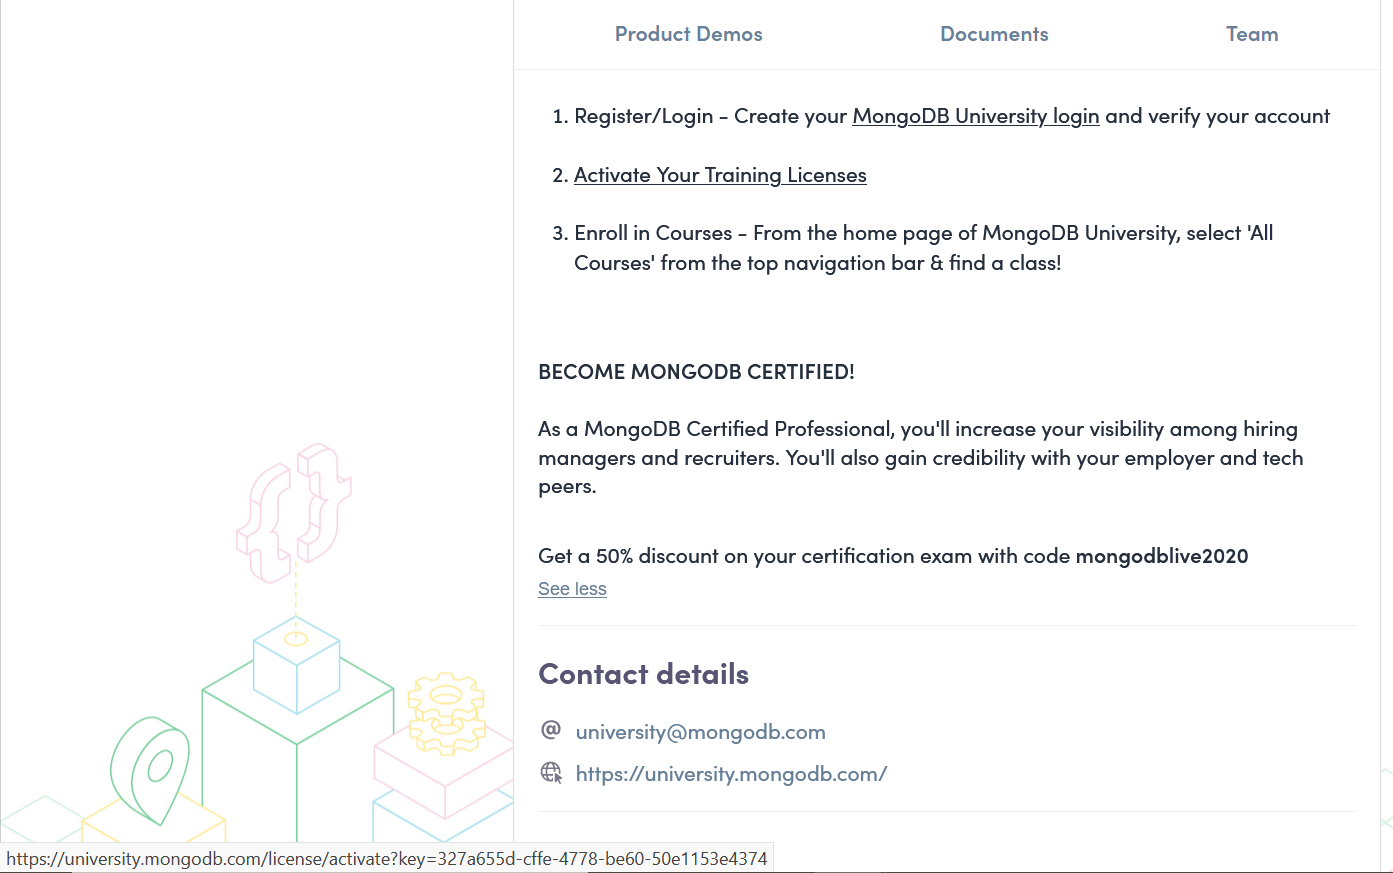 Product Demos
Documents
Team
1. Register/Login - Create your MongoDB University login and verify your account
2. Activate Your Training Licenses
3. Enroll in Courses - From the home page of MongoDB University, select 'All
Courses' from the top navigation bar & find a class!
BECOME MONGODB CERTIFIED!
As a MongoDB Certified Professional, you'll increase your visibility among hiring
managers and recruiters. You'll also gain credibility with your employer and tech
peers.
Get a 50% discount on your certification exam with code mongodblive2020
See less
Contact details
@ university@mongodb.com
https://university.mongodb.com/
https://university.mongodb.com/license/activate?key=327a655d-cffe-4778-be60-50e1153e4374